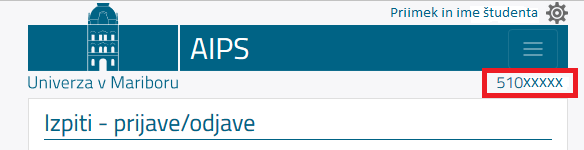 Priimek in ime študenta
AIPS
Univerza v Mariboru
510XXXXX
Izpiti - prijave/odjave